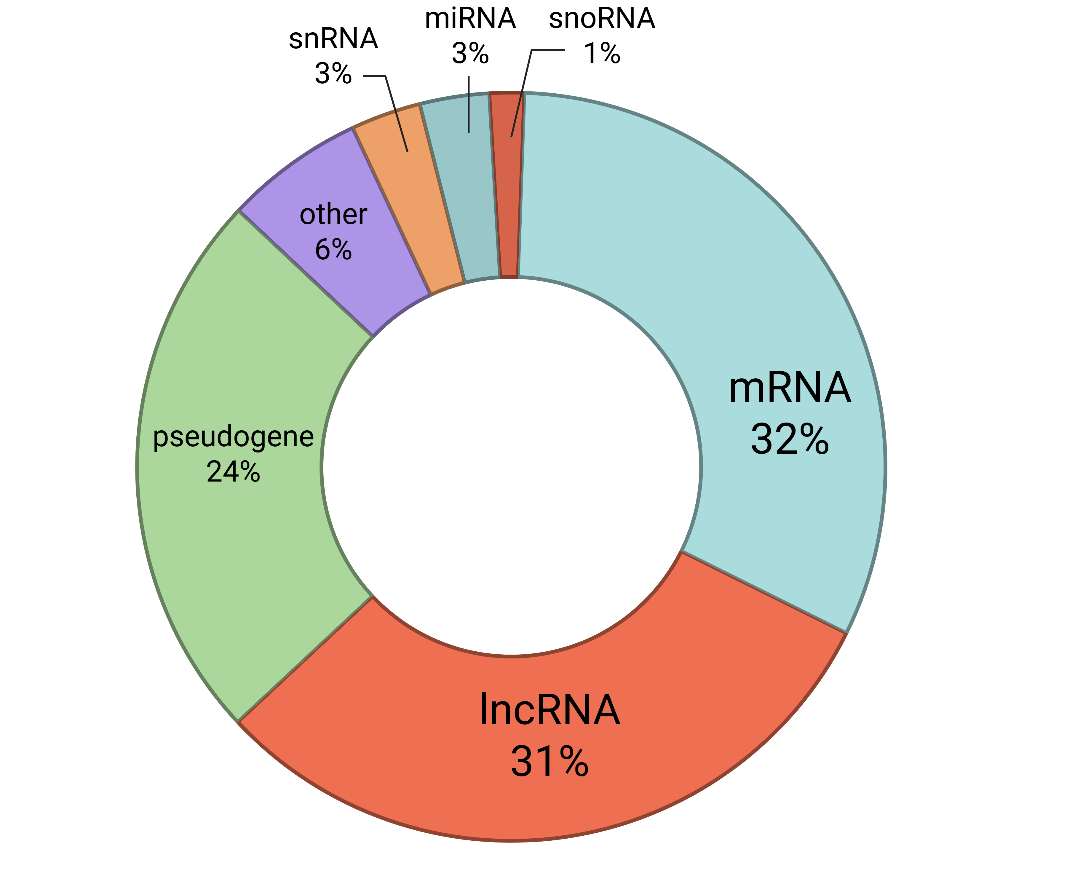 snRNA
3%
miRNA
3%
snoRNA
1%
other
6%
mRNA
32%
pseudogene
24%
lncRNA
31%